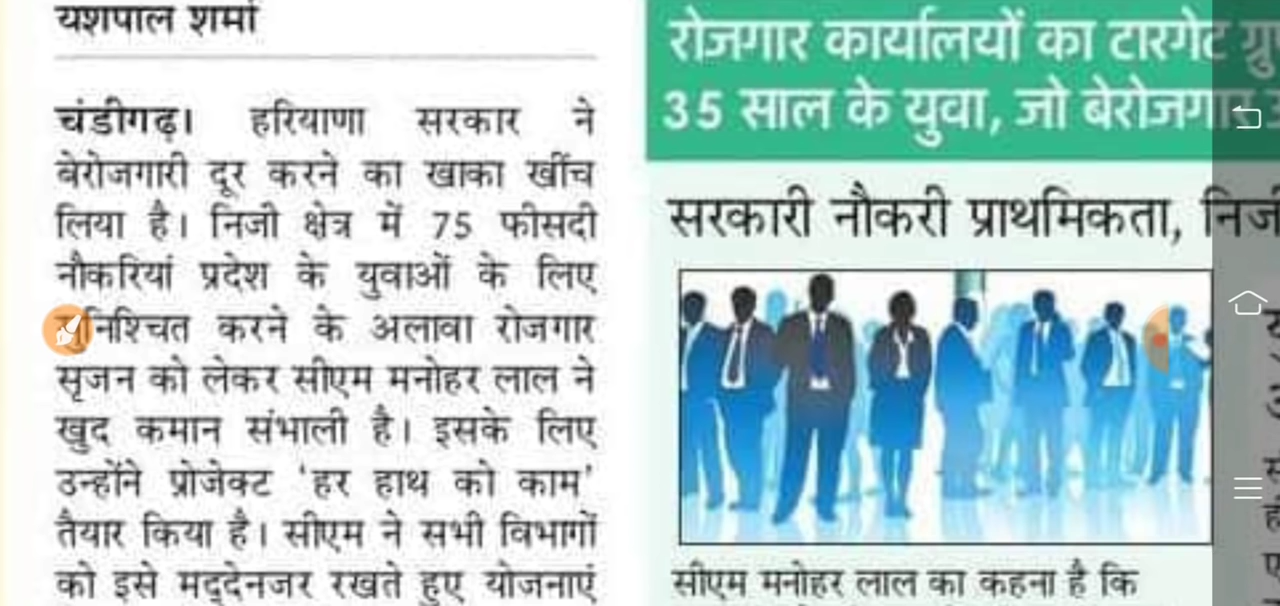 यशपाल शर्मा
चंडीगढ़। हरियाणा सरकार ने
बेरोजगारी दूर करने का खाका खींच
लिया है। निजी क्षेत्र में 75 फीसदी
नौकरियां प्रदेश के युवाओं के लिए
सुनिश्चित करने के अलावा रोजगार
सृजन को लेकर सीएम मनोहर लाल ने
खुद कमान संभाली है। इसके लिए
उन्होंने प्रोजेक्ट ‘हर हाथ को काम’
तैयार किया है। सीएम ने सभी विभागों
को इसे मद्देनजर रखते हुए योजनाएं
रोजगार कार्यालयों का टारगेट
35 साल के युवा, जो बेरोजगार
सरकारी नौकरी प्राथमिकता,
सीएम मनोहर लाल का कहना है कि